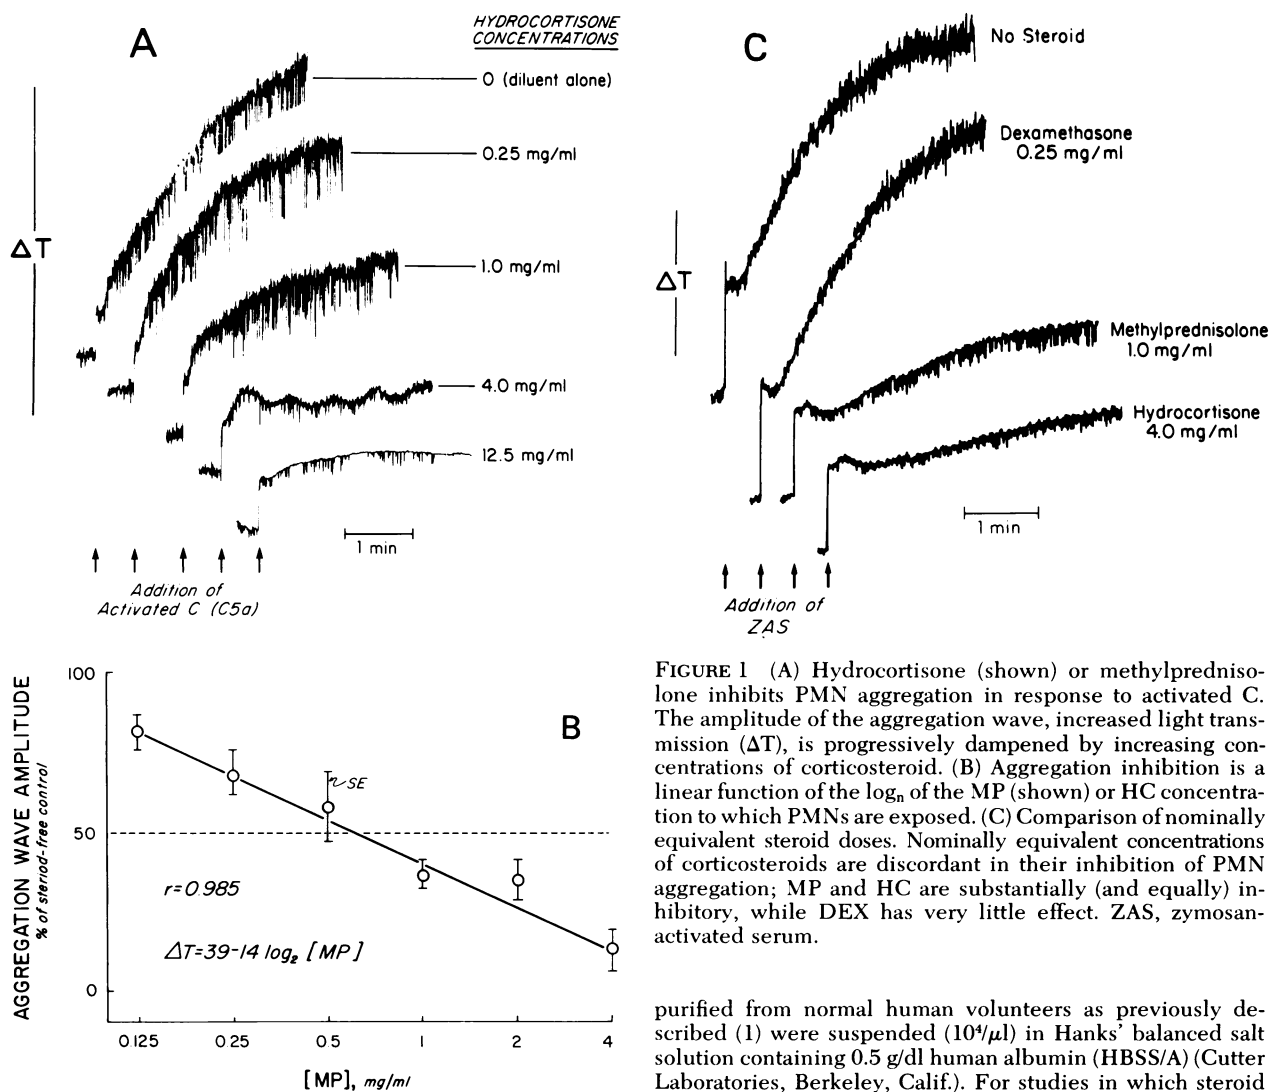 A
HYDROCORTISONE
CONCENTRATIONS
0 (diluent alone)
0.25 mg/ml
1.0 mg/ml
4.0 mg/ml
12.5 mg/ml
ΔT
1 min
Addition of
Activated C (C5a)
C
No Steroid
Dexamethasone
0.25 mg/ml
Methylprednisolone
1.0 mg/ml
Hydrocortisone
4.0 mg/ml
ΔT
1 min
Addition of
ZAS
B
AGGREGATION WAVE AMPLITUDE
% of steriod-free control
100
50
0
SE
r=0.985
ΔT=39-14 log₂ [MP]
0.125 0.25 0.5 1 2 4
[MP], mg/ml
FIGURE 1 (A) Hydrocortisone (shown) or methylpredniso-
lone inhibits PMN aggregation in response to activated C.
The amplitude of the aggregation wave, increased light trans-
mission (ΔT), is progressively dampened by increasing con-
centrations of corticosteroid. (B) Aggregation inhibition is a
linear function of the logₙ of the MP (shown) or HC concentra-
tion to which PMNs are exposed. (C) Comparison of nominally
equivalent steroid doses. Nominally equivalent concentrations
of corticosteroids are discordant in their inhibition of PMN
aggregation; MP and HC are substantially (and equally) in-
hibitory, while DEX has very little effect. ZAS, zymosan-
activated serum.
purified from normal human volunteers as previously de-
scribed (1) were suspended (10⁴/μl) in Hanks' balanced salt
solution containing 0.5 g/dl human albumin (HBSS/A) (Cutter
Laboratories, Berkeley, Calif.). For studies in which steroid